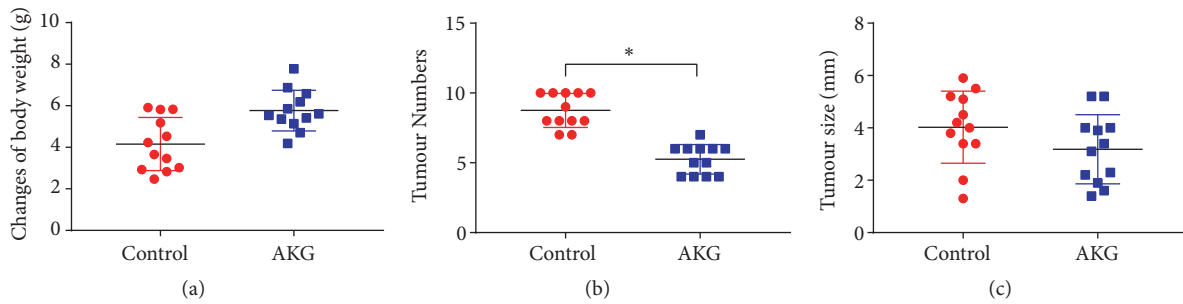 Changes of body weight (g)
10
8
6
4
2
0
Control
AKG
(a)
Tumour Numbers
15
10
5
0
*
Control
AKG
(b)
Tumour size (mm)
8
6
4
2
0
Control
AKG
(c)